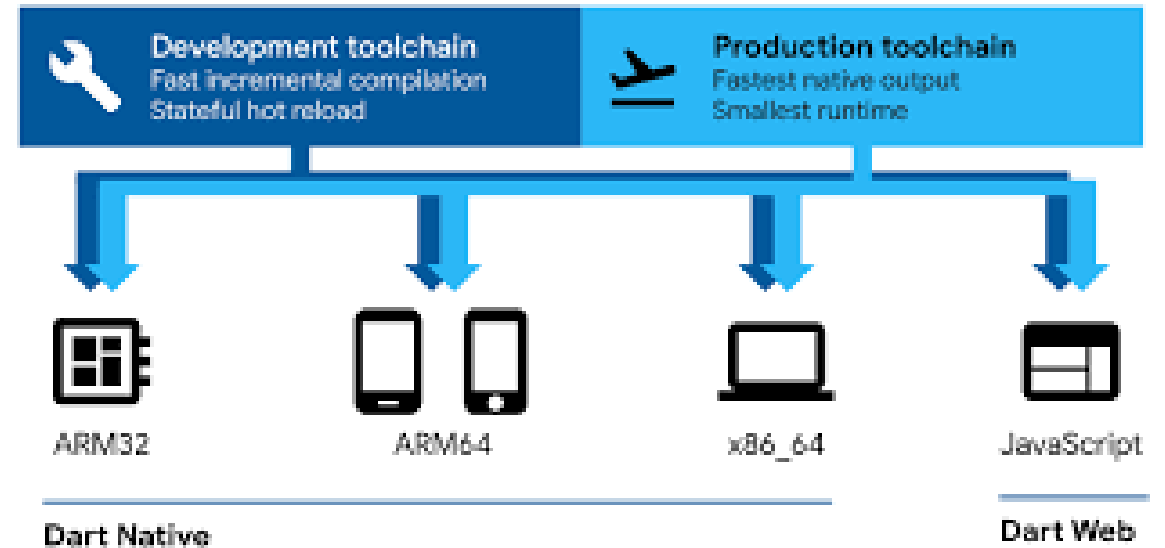 Development toolchain
Fast incremental compilation
Stateful hot reload
Production toolchain
Fastest native output
Smallest runtime
ARM32
ARM64
x86_64
JavaScript
Dart Native
Dart Web